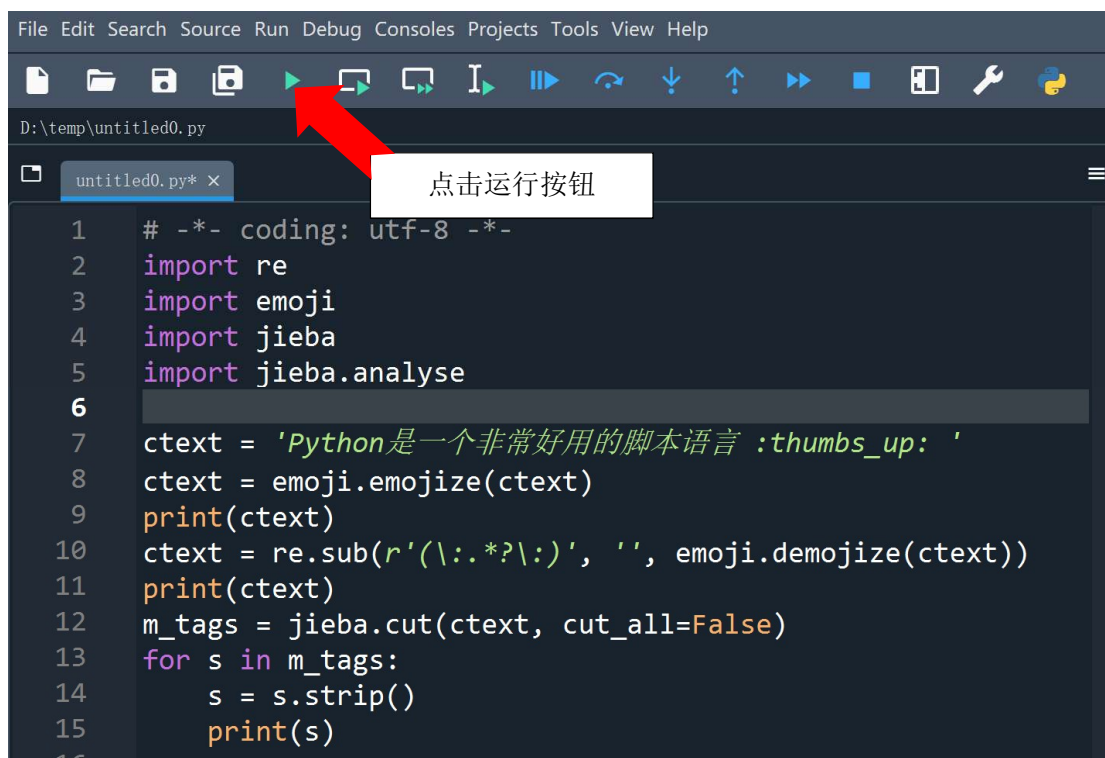 File Edit Search Source Run Debug Consoles Projects Tools View Help
D:\temp\untitled0.py
untitled0.py* ×
点击运行按钮
1 # -*- coding: utf-8 -*-
2 import re
3 import emoji
4 import jieba
5 import jieba.analyse
6
7 ctext = 'Python是一个非常好用的脚本语言 :thumbs_up: '
8 ctext = emoji.emojize(ctext)
9 print(ctext)
10 ctext = re.sub(r'(\:.*?\:)', '', emoji.demojize(ctext))
11 print(ctext)
12 m_tags = jieba.cut(ctext, cut_all=False)
13 for s in m_tags:
14     s = s.strip()
15     print(s)